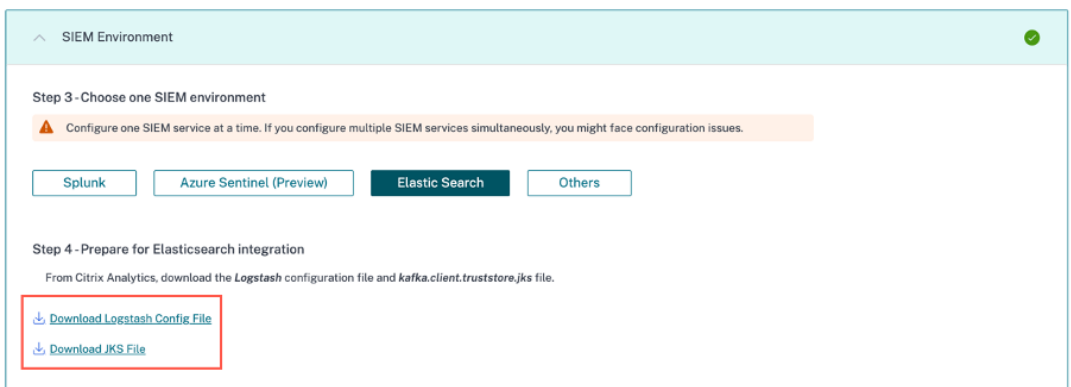 SIEM Environment
Step 3 - Choose one SIEM environment
Configure one SIEM service at a time. If you configure multiple SIEM services simultaneously, you might face configuration issues.
Splunk
Azure Sentinel (Preview)
Elastic Search
Others
Step 4 - Prepare for Elasticsearch integration
From Citrix Analytics, download the Logstash configuration file and kafka.client.truststore.jks file.
Download Logstash Config File
Download JKS File